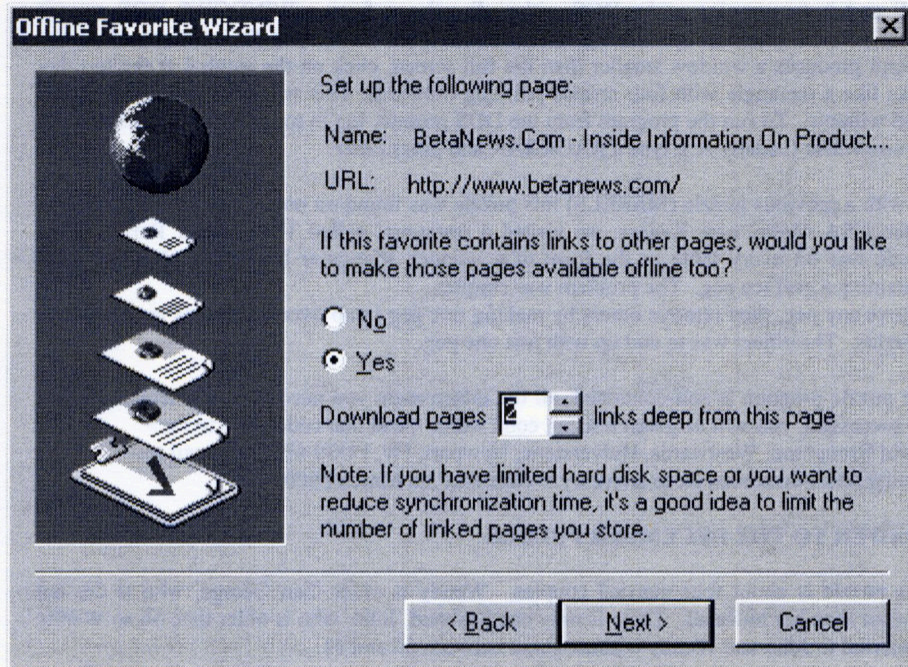 Offline Favorite Wizard
Set up the following page:
Name: BetaNews.Com - Inside Information On Product...
URL: http://www.betanews.com/
If this favorite contains links to other pages, would you like
to make those pages available offline too?
No
Yes
Download pages 2 links deep from this page
Note: If you have limited hard disk space or you want to
reduce synchronization time, it's a good idea to limit the
number of linked pages you store.
< Back Next > Cancel